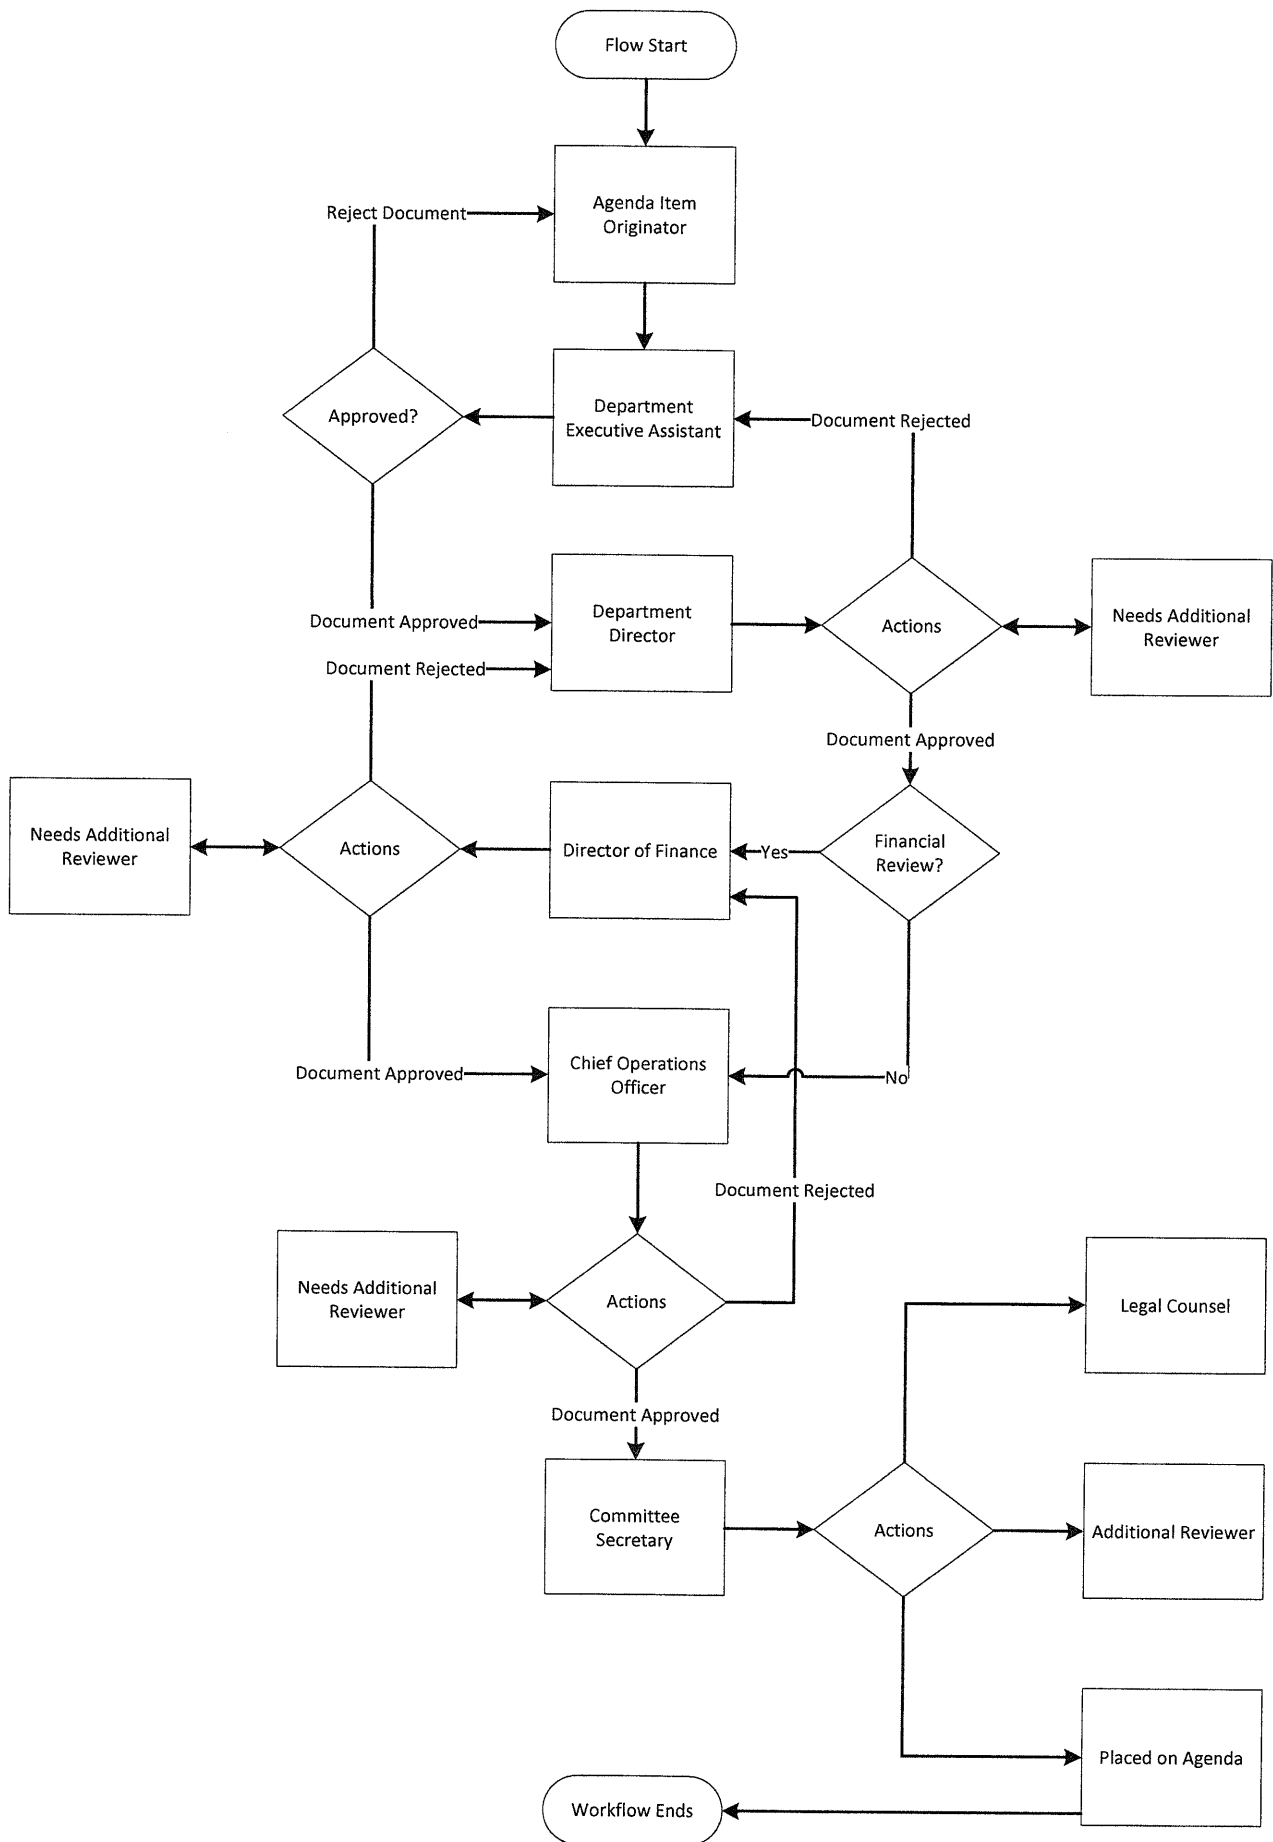 Flow Start
Agenda Item
Originator
Reject Document
Approved?
Department
Executive Assistant
Document Rejected
Document Approved
Department
Director
Actions
Needs Additional
Reviewer
Document Rejected
Document Approved
Needs Additional
Reviewer
Actions
Director of Finance
Yes
Financial
Review?
Document Approved
Chief Operations
Officer
No
Document Rejected
Needs Additional
Reviewer
Actions
Legal Counsel
Document Approved
Committee
Secretary
Actions
Additional Reviewer
Placed on Agenda
Workflow Ends